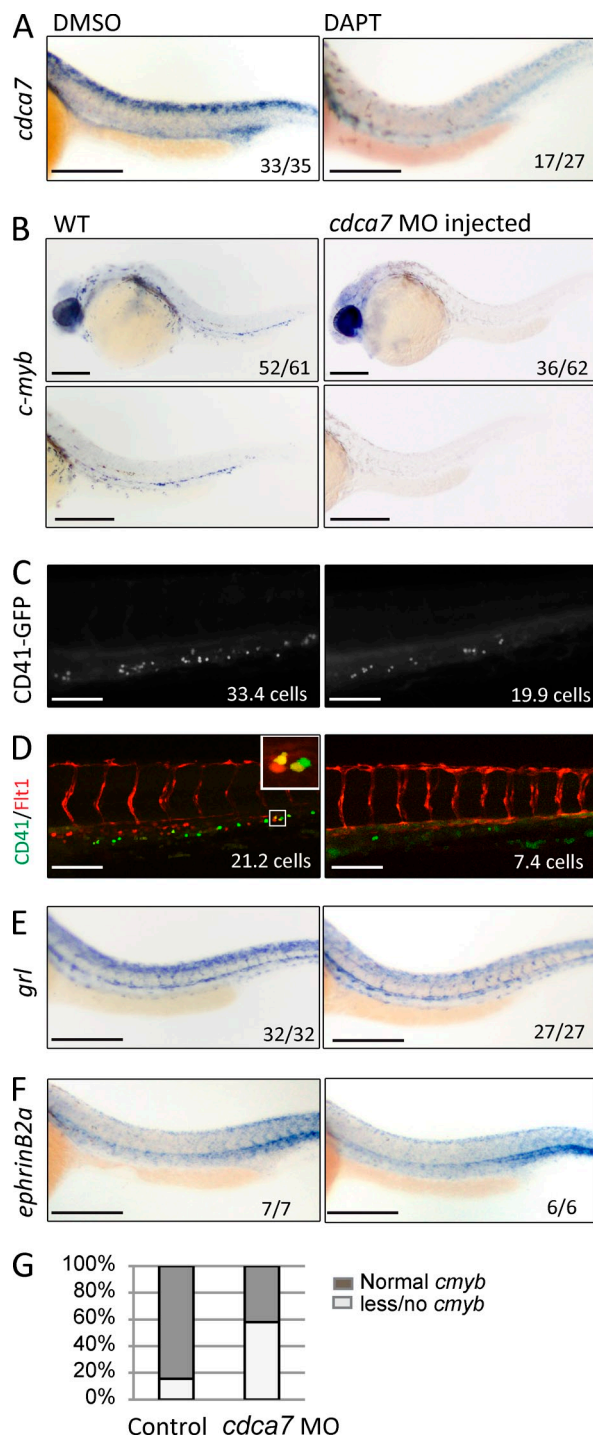 A DMSO DAPT
cdca7
33/35 17/27
B WT cdca7 MO injected
c-myb
52/61 36/62
C
CD41-GFP
33.4 cells 19.9 cells
D
CD41/Flt1
21.2 cells 7.4 cells
E
grl
32/32 27/27
F
ephrinB2a
7/7 6/6
G
100%
80%
60%
40%
20%
0%
Normal cmyb
less/no cmyb
Control cdca7 MO